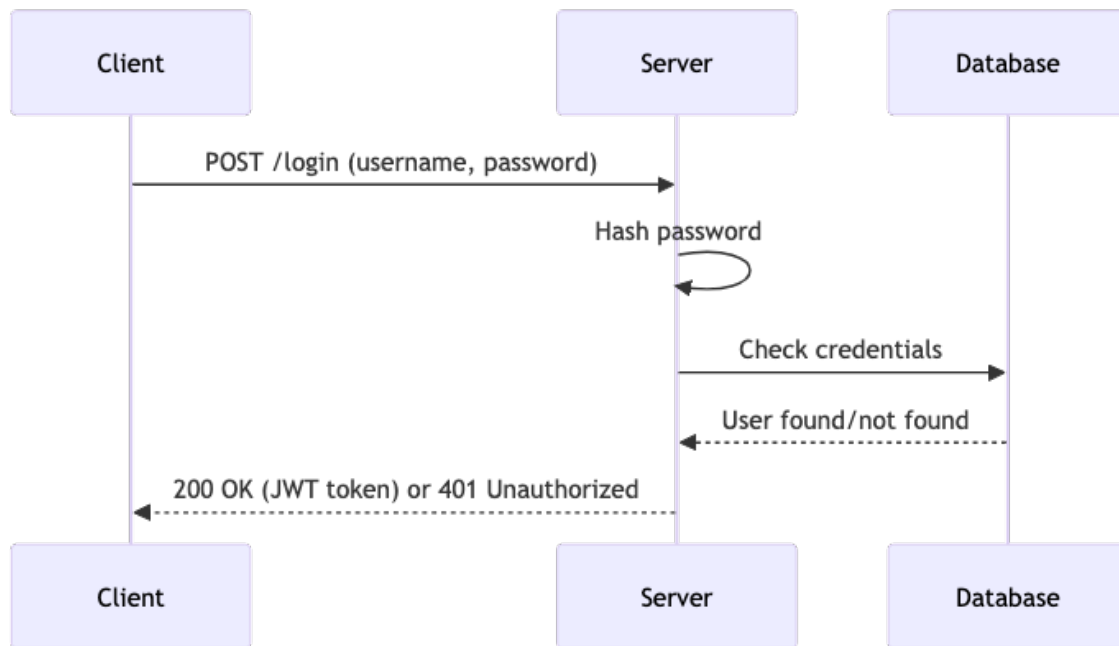 Client
Server
Database
POST /login (username, password)
Hash password
Check credentials
User found/not found
200 OK (JWT token) or 401 Unauthorized
Client
Server
Database